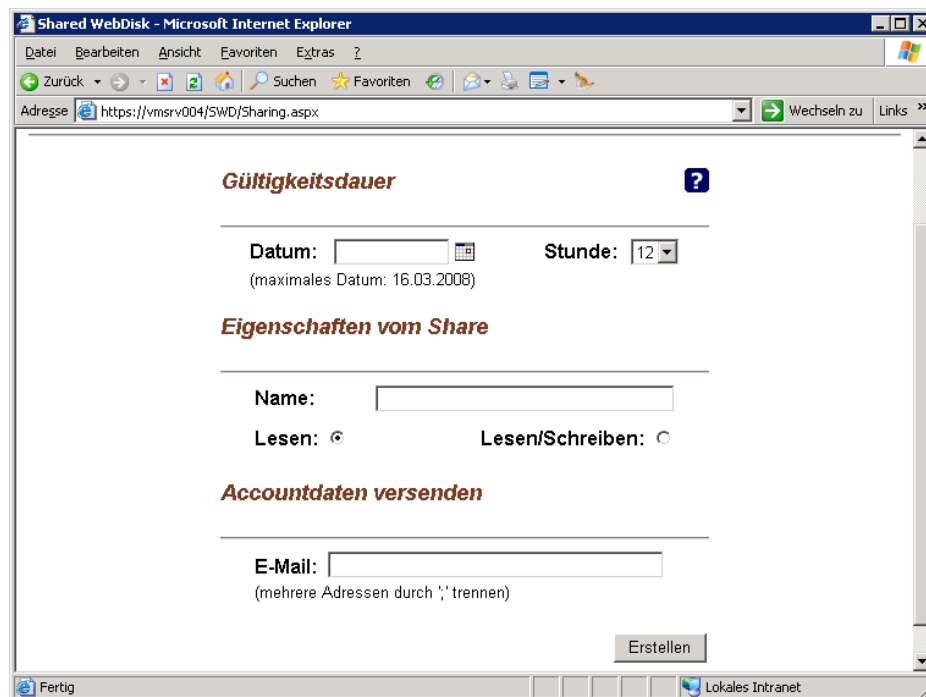 Shared WebDisk - Microsoft Internet Explorer
Datei Bearbeiten Ansicht Favoriten Extras ?
Zurück Suchen Favoriten
Adresse https://vmsrv004/SWD/Sharing.aspx Wechseln zu Links »
Gültigkeitsdauer ?
Datum: Stunde: 12
(maximales Datum: 16.03.2008)
Eigenschaften vom Share
Name:
Lesen: Lesen/Schreiben:
Accountdaten versenden
E-Mail:
(mehrere Adressen durch ';' trennen)
Erstellen
Fertig Lokales Intranet